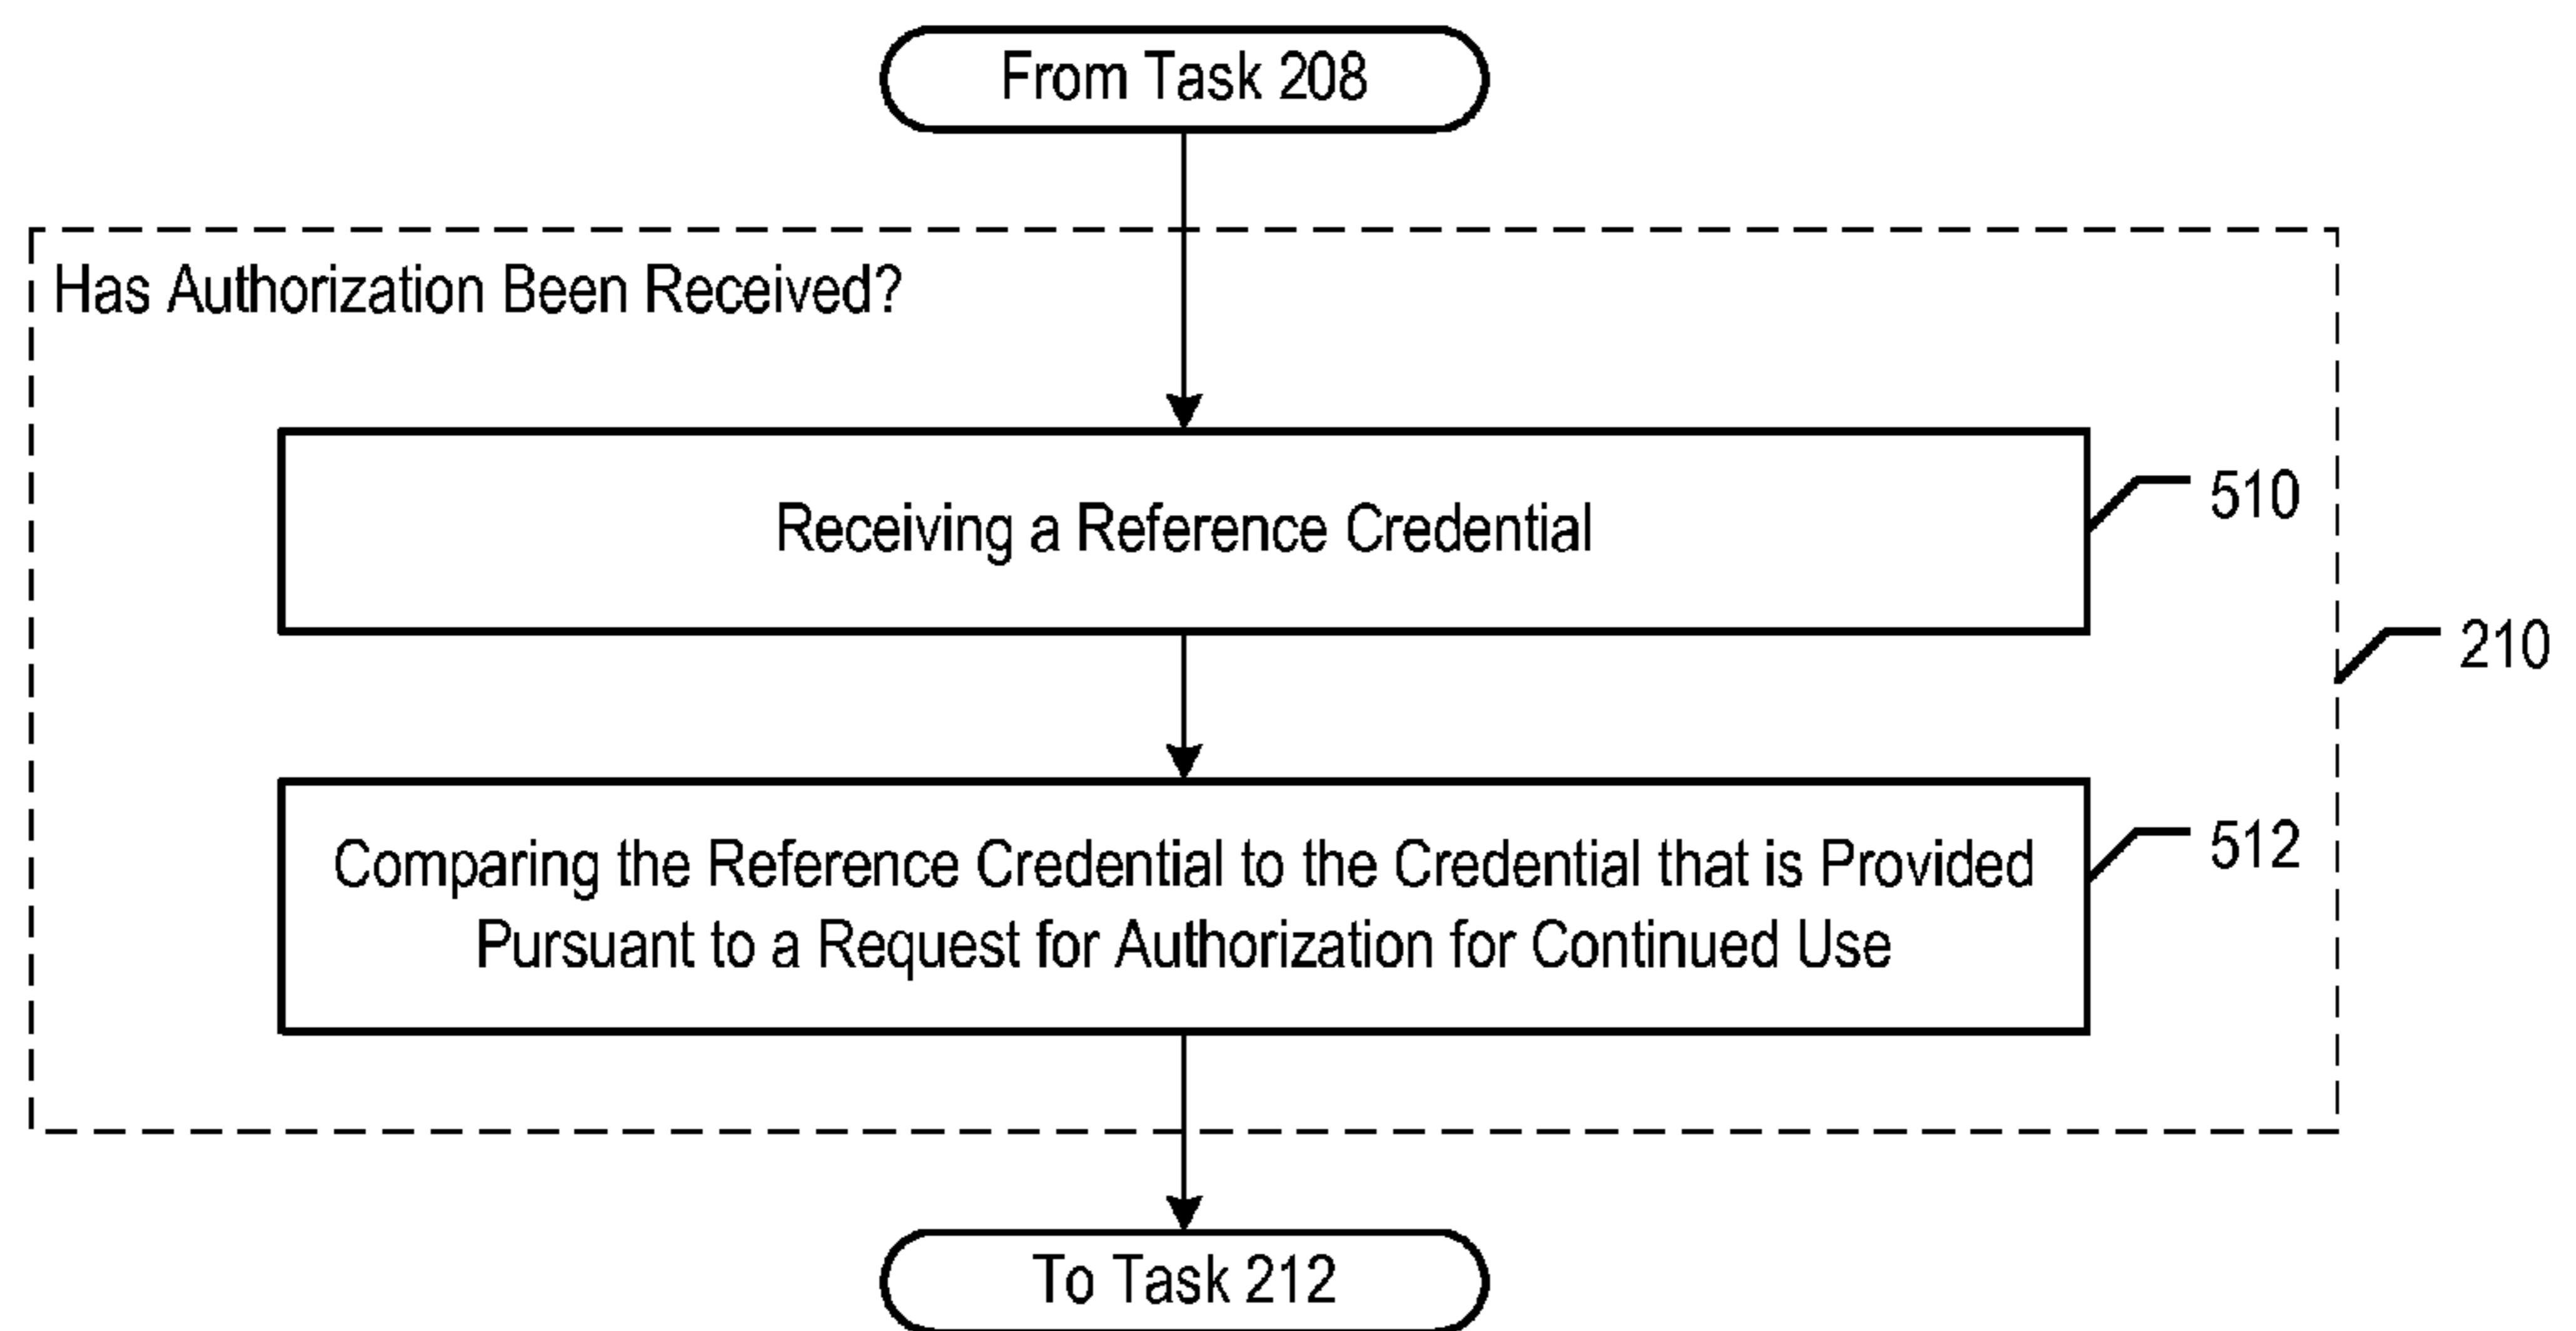 From Task 208
Has Authorization Been Received?
Receiving a Reference Credential
510
210
Comparing the Reference Credential to the Credential that is Provided
Pursuant to a Request for Authorization for Continued Use
512
To Task 212